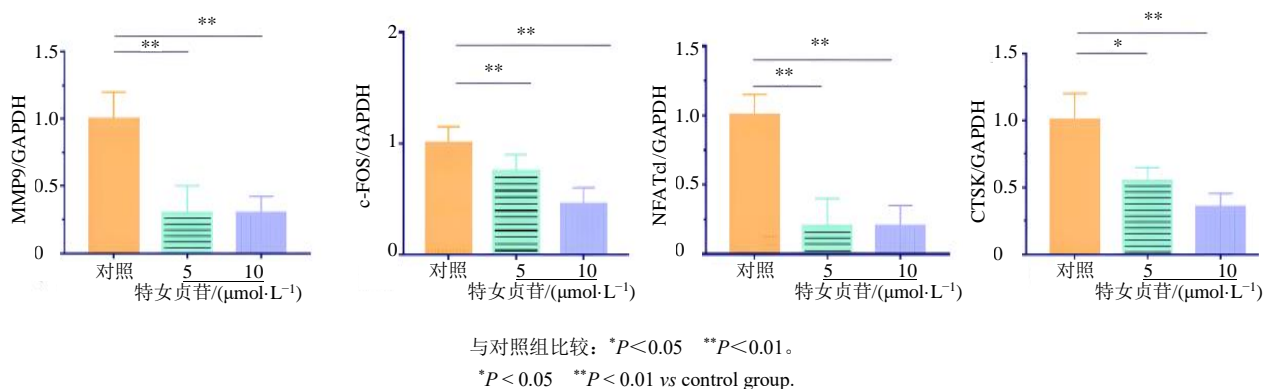 ** ** ** **
** ** ** *
MMP9/GAPDH
1.5
1.0
0.5
0
对照 5 10
特女贞苷/(μmol·L⁻¹)
c-FOS/GAPDH
2
1
0
对照 5 10
特女贞苷/(μmol·L⁻¹)
NFATcl/GAPDH
1.5
1.0
0.5
0
对照 5 10
特女贞苷/(μmol·L⁻¹)
CTSK/GAPDH
1.5
1.0
0.5
0
对照 5 10
特女贞苷/(μmol·L⁻¹)
与对照组比较：*P＜0.05 **P＜0.01。
*P < 0.05 **P < 0.01 vs control group.